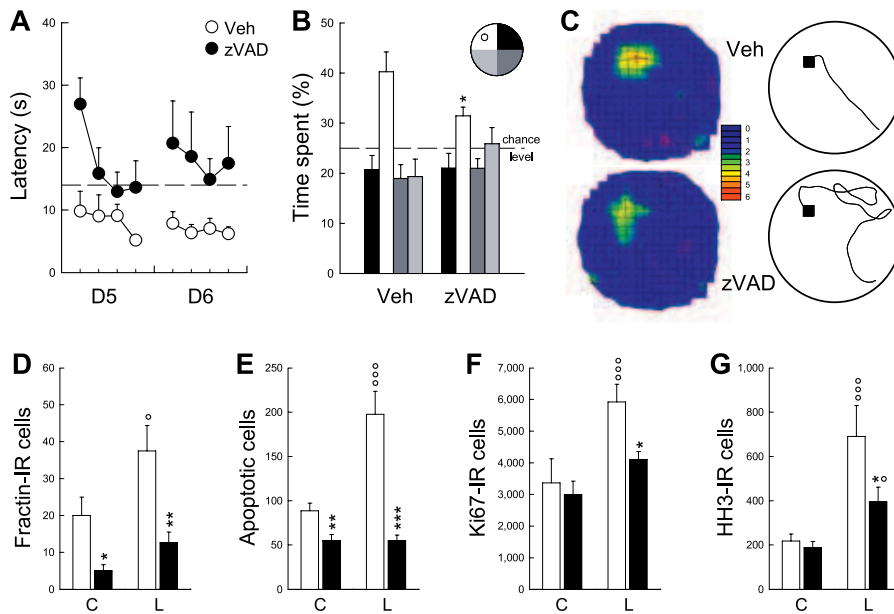 A
Veh
zVAD
Latency (s)
40
30
20
10
0
D5
D6
B
Time spent (%)
50
40
30
20
10
0
*
chance
level
Veh
zVAD
C
Veh
zVAD
0
1
1
2
3
4
5
6
D
Fractin-IR cells
60
50
40
30
20
10
0
*
**
C
L
E
Apoptotic cells
250
200
150
100
50
0
**
***
C
L
F
Ki67-IR cells
7,000
6,000
5,000
4,000
3,000
2,000
1,000
0
*
C
L
G
HH3-IR cells
1,000
800
600
400
200
0
*
C
L